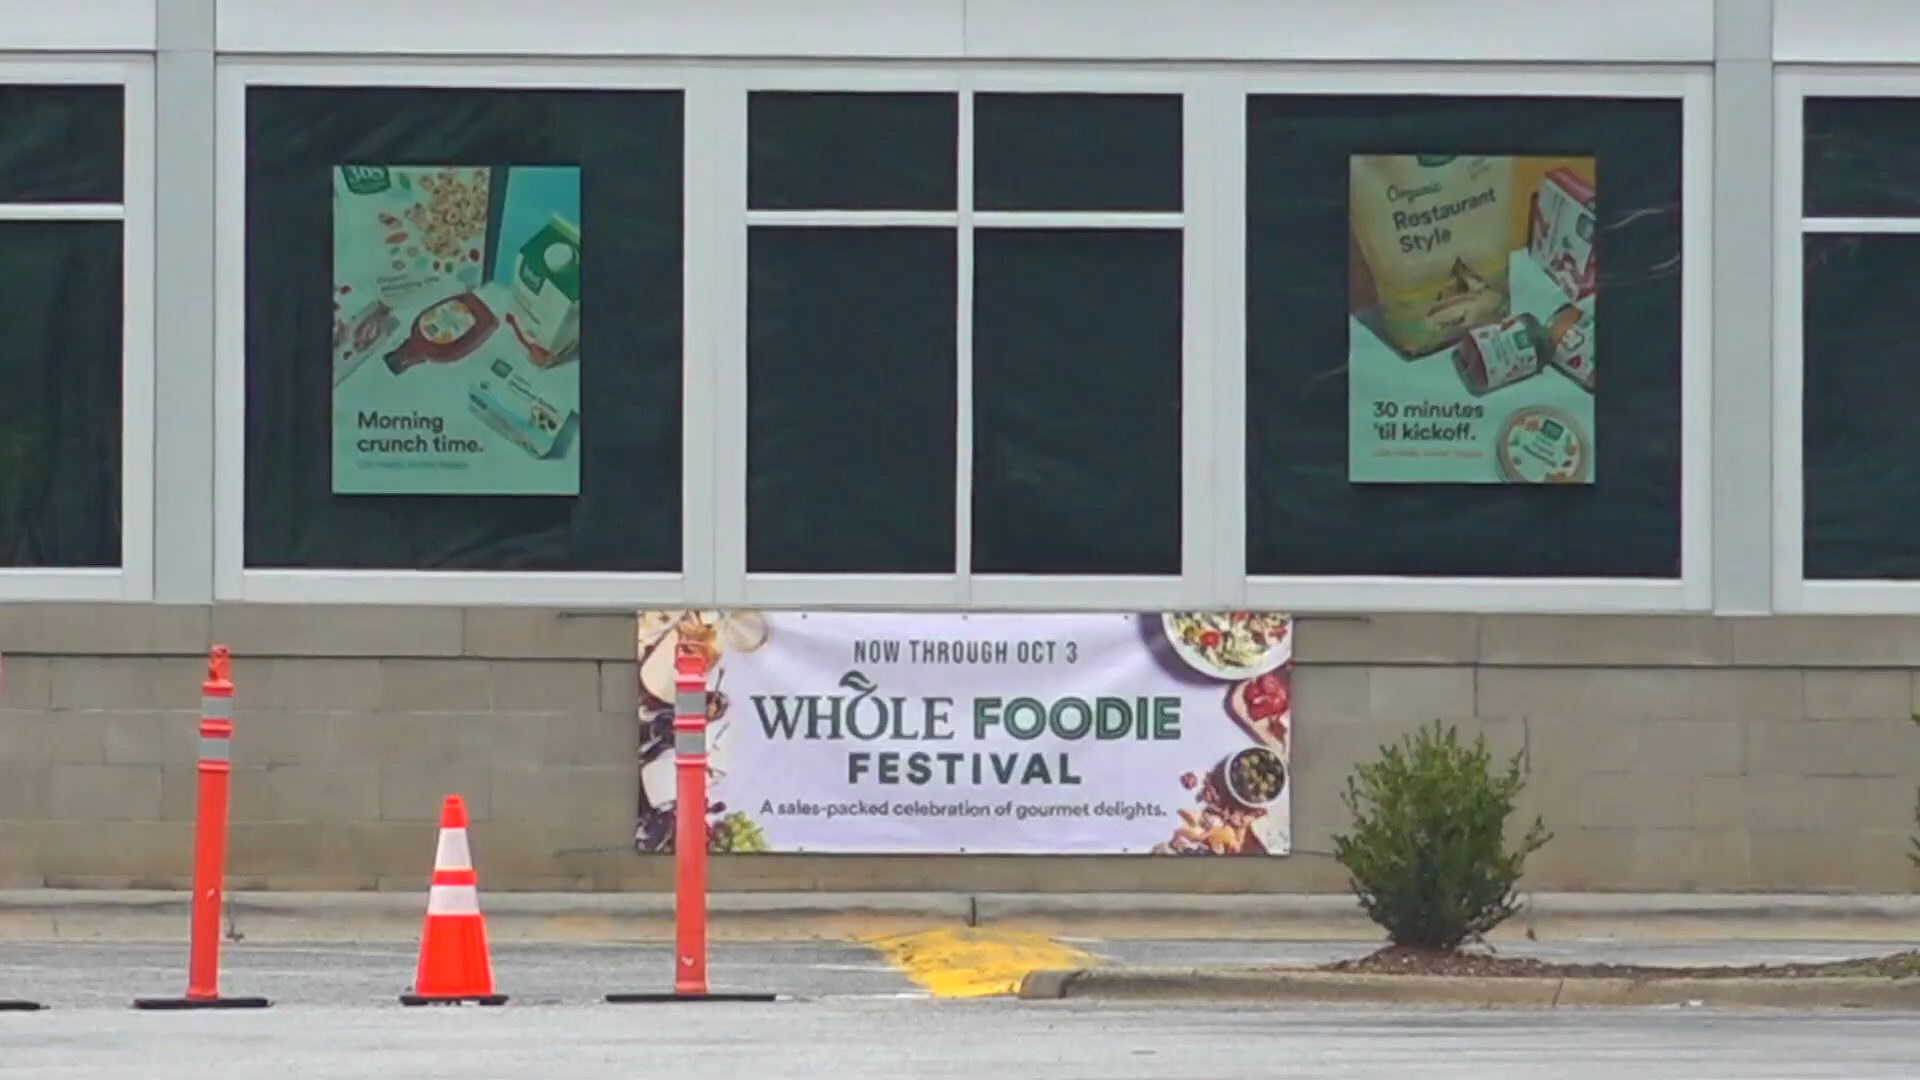 365
Morning
crunch time.
Organic
Restaurant
Style
30 minutes
'til kickoff.
NOW THROUGH OCT 3
WHOLE FOODIE
FESTIVAL
A sales-packed celebration of gourmet delights.